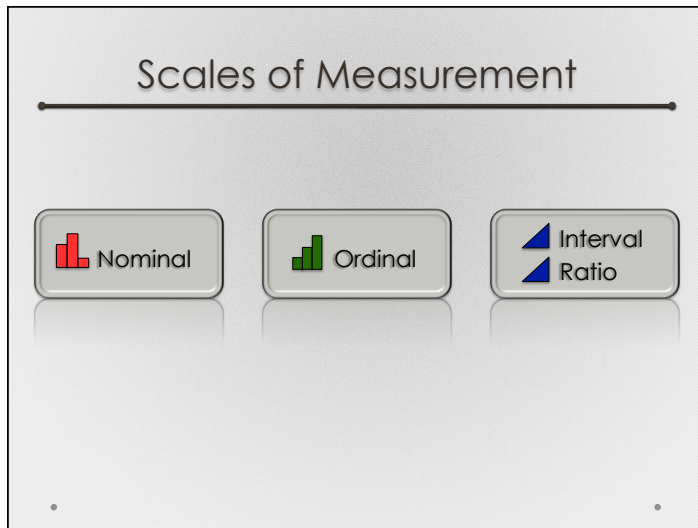 Scales of Measurement
Nominal
Ordinal
Interval
Ratio